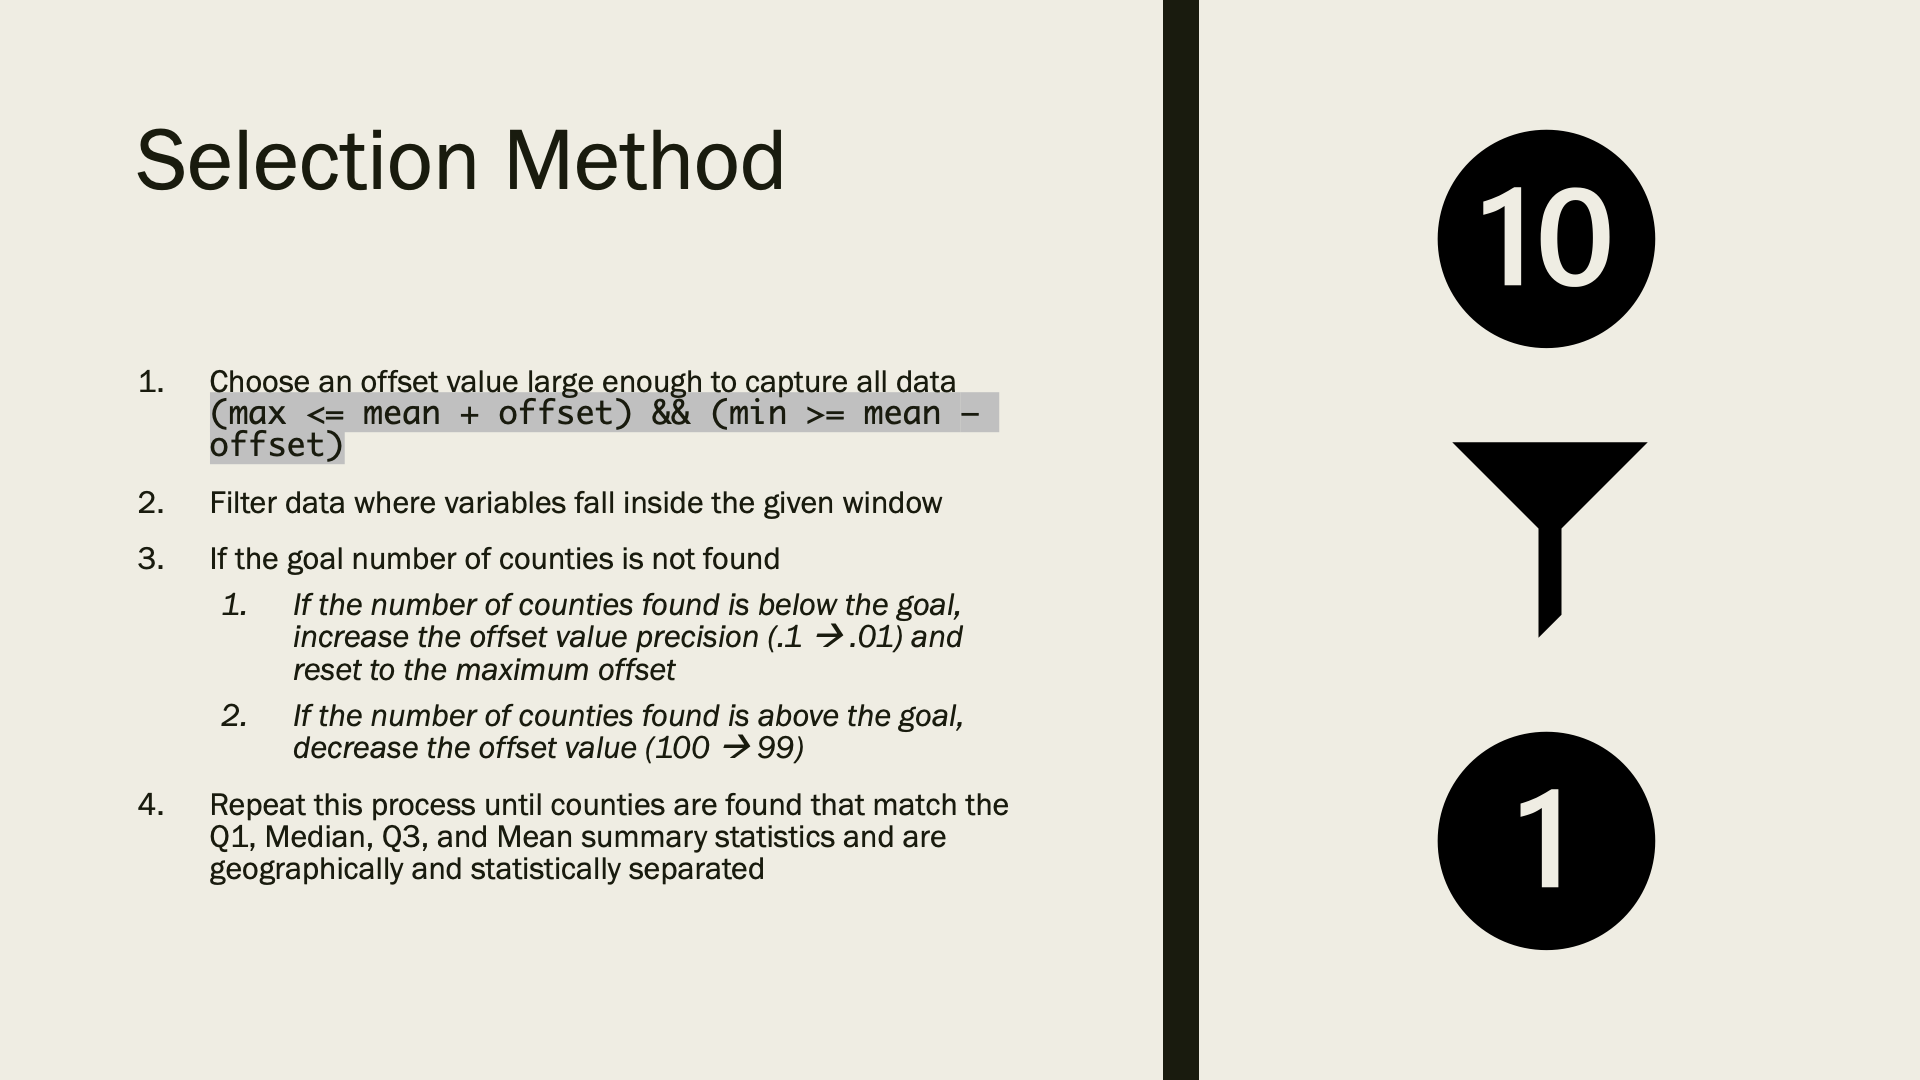 Selection Method
1. Choose an offset value large enough to capture all data
(max <= mean + offset) && (min >= mean –
offset)
2. Filter data where variables fall inside the given window
3. If the goal number of counties is not found
1. If the number of counties found is below the goal,
increase the offset value precision (.1 → .01) and
reset to the maximum offset
2. If the number of counties found is above the goal,
decrease the offset value (100 → 99)
4. Repeat this process until counties are found that match the
Q1, Median, Q3, and Mean summary statistics and are
geographically and statistically separated
10
1